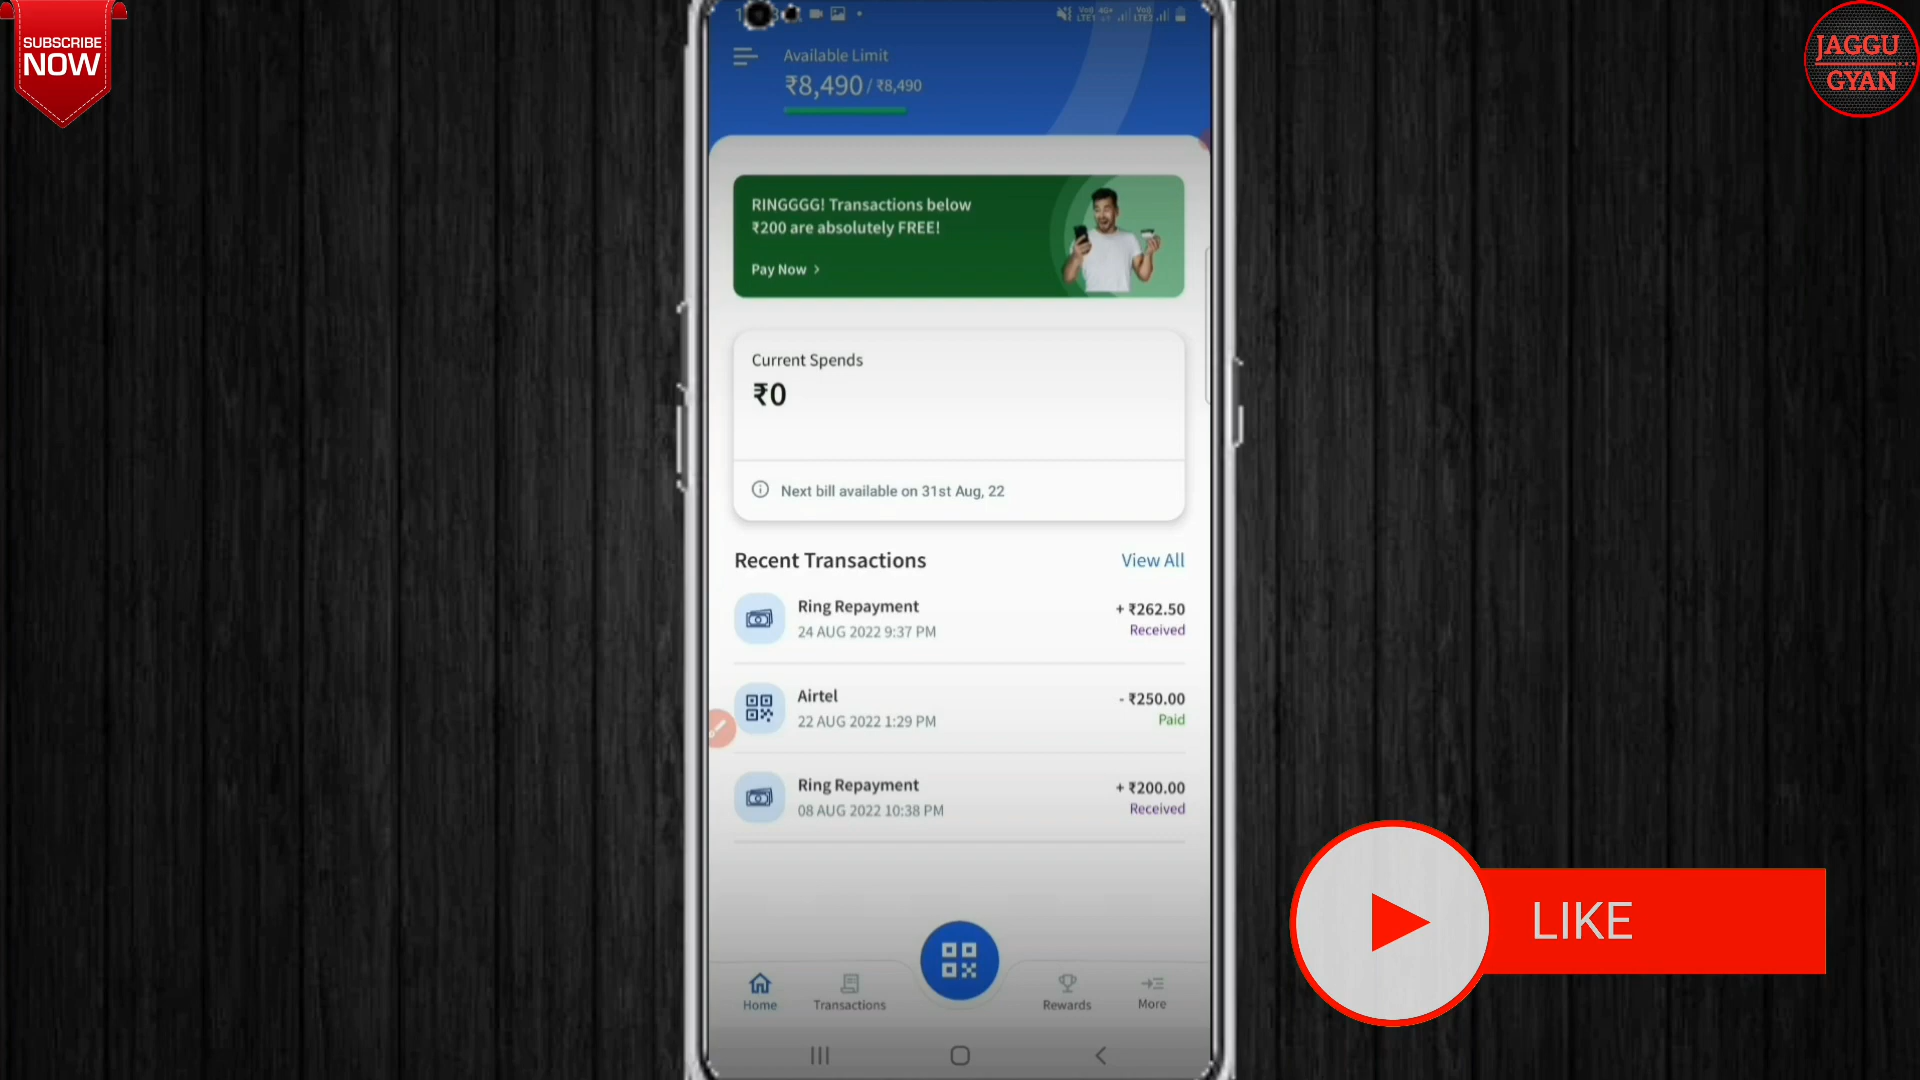 SUBSCRIBE
NOW
JAGGU
GYAN
Available Limit
₹8,490 / ₹8,490
RINGGGG! Transactions below
₹200 are absolutely FREE!
Pay Now >
Current Spends
₹0
Next bill available on 31st Aug, 22
Recent Transactions
View All
Ring Repayment
+ ₹262.50
24 AUG 2022 9:37 PM
Received
Airtel
- ₹250.00
22 AUG 2022 1:29 PM
Paid
Ring Repayment
+ ₹200.00
08 AUG 2022 10:38 PM
Received
LIKE
Home
Transactions
Rewards
More